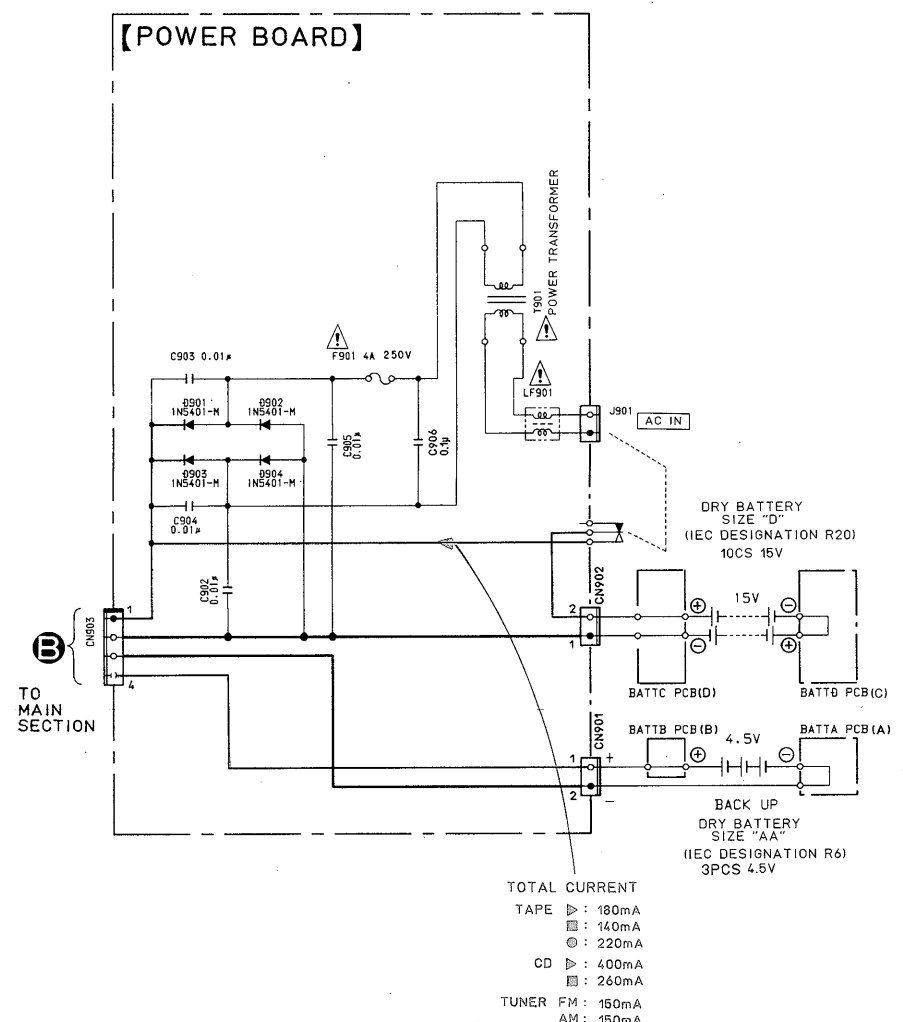 【POWER BOARD】
POWER TRANSFORMER
T901
F901 4A 250V
C903 0.01μ
LF901
D901
1N5401-M
D902
1N5401-M
J901
AC IN
C905
0.01μ
C906
0.1μ
D903
1N5401-M
D904
1N5401-M
C904
0.01μ
DRY BATTERY
SIZE "D"
(IEC DESIGNATION R20)
10CS 15V
C902
0.01μ
CN902
2
1
15V
+
-
-
+
CN903
1
4
B
TO
MAIN
SECTION
BATTC PCB(D)
BATTD PCB(C)
CN901
1
2
+
-
BATTB PCB(B)
BATTA PCB(A)
4.5V
+
-
BACK UP
DRY BATTERY
SIZE "AA"
(IEC DESIGNATION R6)
3PCS 4.5V
TOTAL CURRENT
TAPE ▷ : 180mA
■ : 140mA
● : 220mA
CD ▷ : 400mA
■ : 260mA
TUNER FM : 150mA
AM : 150mA